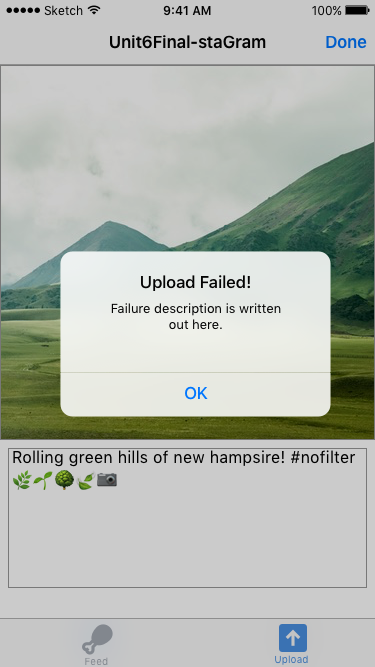 ●●●●● Sketch 9:41 AM 100%
Unit6Final-staGram Done
Upload Failed!
Failure description is written
out here.
OK
Rolling green hills of new hampsire! #nofilter
🌿🌱🌳🍃📷
Feed Upload